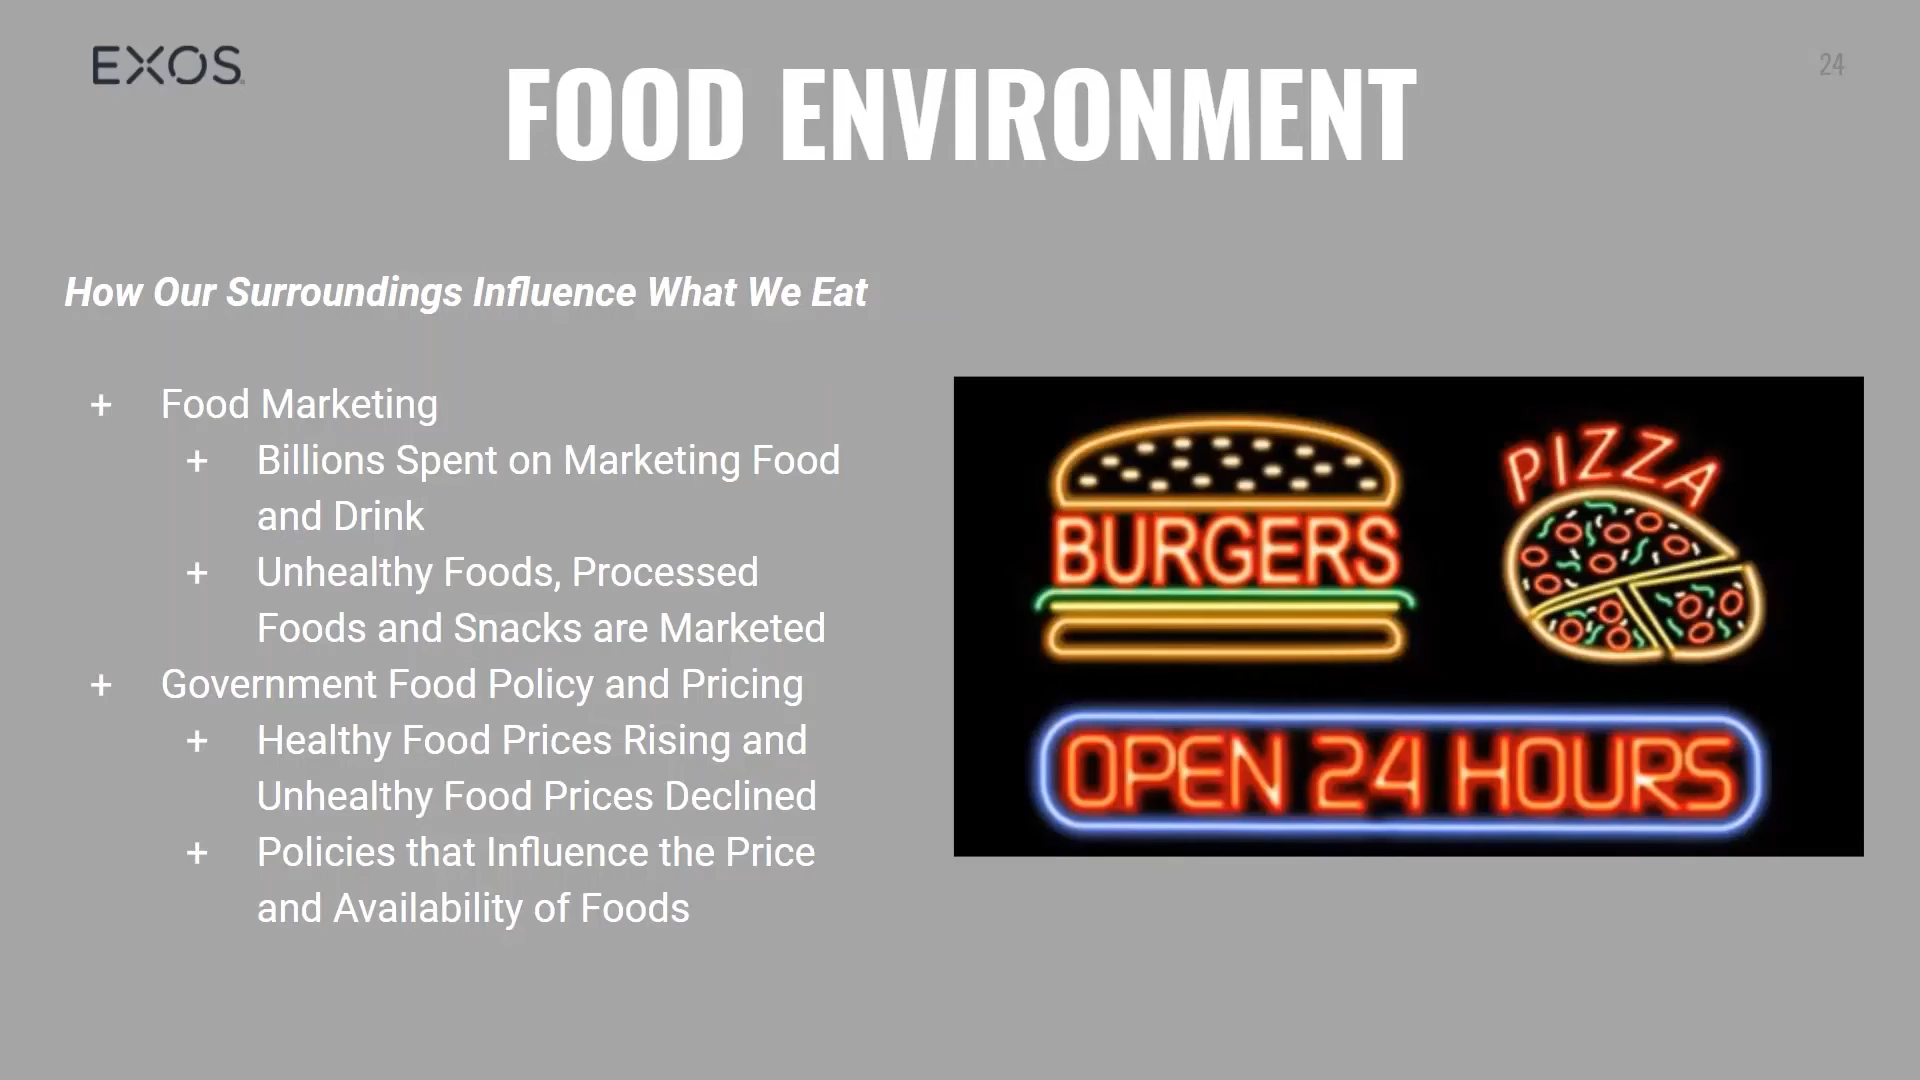 EXOS
24
FOOD ENVIRONMENT
How Our Surroundings Influence What We Eat
+ Food Marketing
+ Billions Spent on Marketing Food
and Drink
+ Unhealthy Foods, Processed
Foods and Snacks are Marketed
+ Government Food Policy and Pricing
+ Healthy Food Prices Rising and
Unhealthy Food Prices Declined
+ Policies that Influence the Price
and Availability of Foods
BURGERS
PIZZA
OPEN 24 HOURS